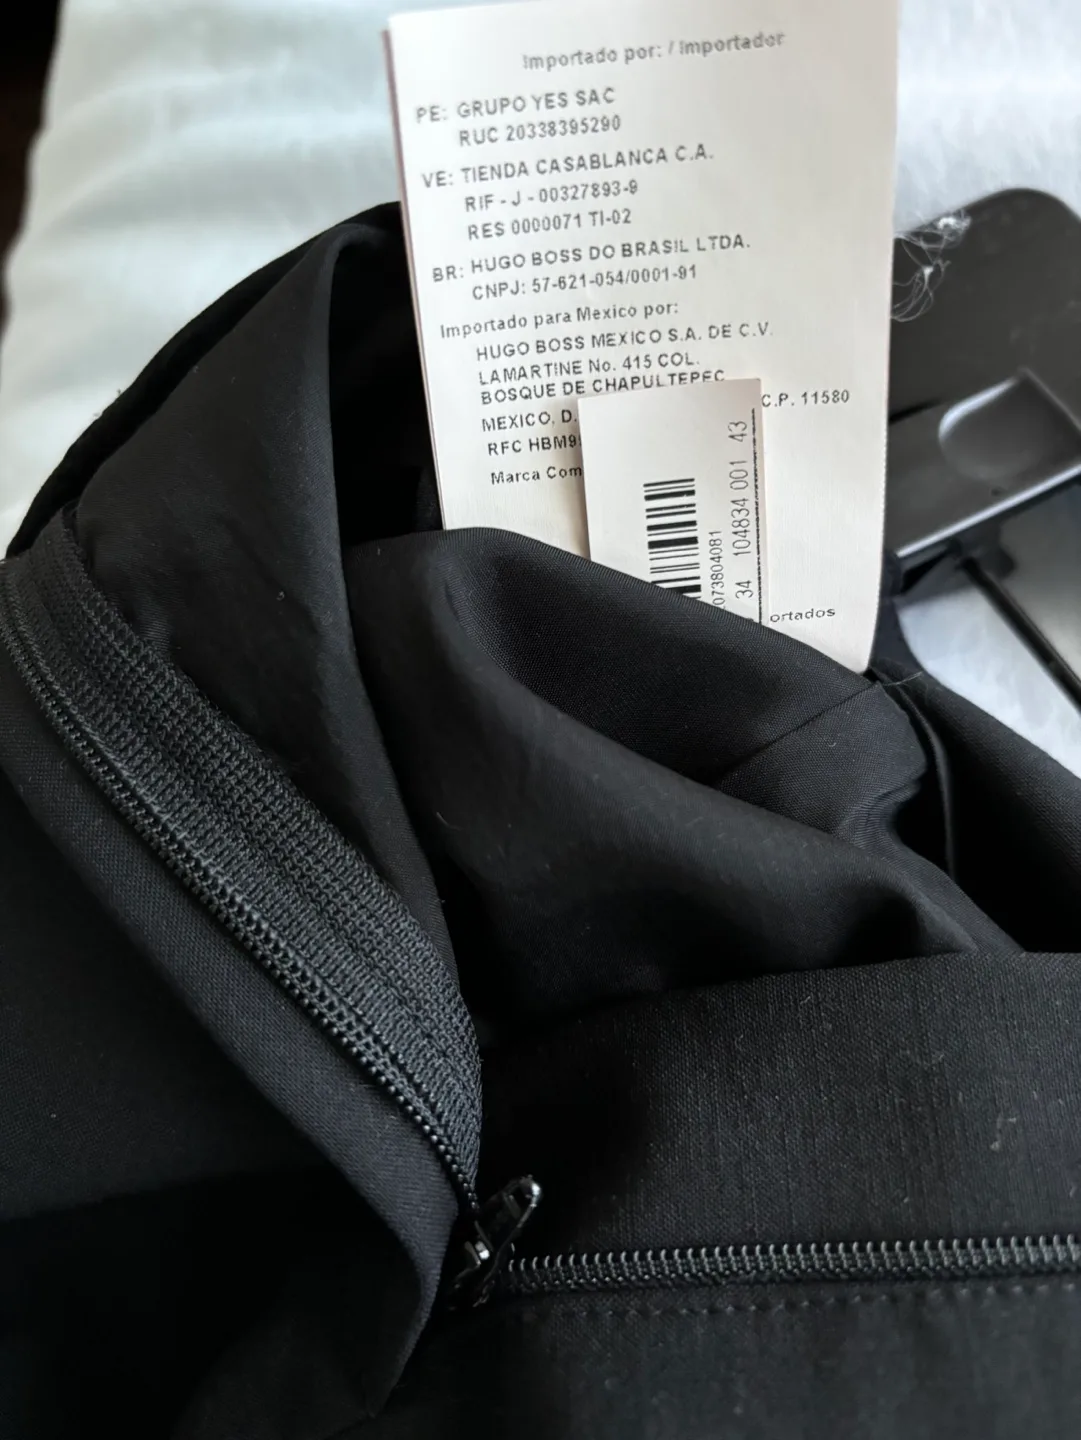 Importado por: / Importador
PE: GRUPO YES SAC
RUC 20338395290
VE: TIENDA CASABLANCA C.A.
RIF - J - 00327893-9
RES 0000071 TI-02
BR: HUGO BOSS DO BRASIL LTDA.
CNPJ: 57-621-054/0001-91
Importado para Mexico por:
HUGO BOSS MEXICO S.A. DE C.V.
LAMARTINE No. 415 COL.
BOSQUE DE CHAPULTEPEC
MEXICO, D. C.P. 11580
RFC HBM9
Marca Com
ortados
073804081
34 104834 001 43